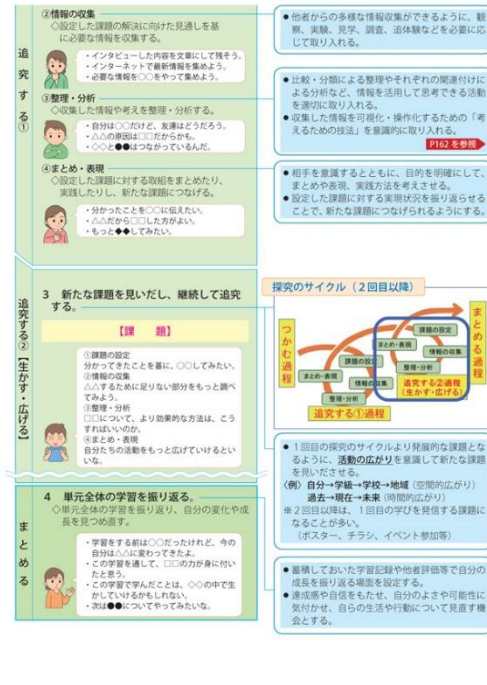 ②情報の収集
◇設定した課題の解決に向けた見通しを基
に必要な情報を収集する。
・インタビューした内容を文章にして残そう。
・インターネットで最新情報を集めよう。
・必要な情報を○○をやって集めよう。
③整理・分析
◇収集した情報や考えを整理・分析する。
・自分は○○だけど、友達はどうだろう。
・△△の原因は□□だからかも。
・◇◇と●●はつながっているんだ。
④まとめ・表現
◇設定した課題に対する取組をまとめたり、
実践したりし、新たな課題につなげる。
・分かったことを○○に伝えたい。
・△△だから□□した方がよい。
・もっと◆◆してみたい。
追究する①
●他者からの多様な情報収集ができるように、観
察、実験、見学、調査、追体験などを必要に応
じて取り入れる。
●比較・分類による整理やそれぞれの関連付けに
よる分析など、情報を活用して思考できる活動
を適切に取り入れる。
●収集した情報を可視化・操作化するための「考
えるための技法」を意識的に取り入れる。
P162 を参照
●相手を意識するとともに、目的を明確にして、
まとめや表現、実践方法を考えさせる。
●設定した課題に対する実現状況を振り返らせる
ことで、新たな課題につなげられるようにする。
追究する②【生かす・広げる】
3 新たな課題を見いだし、継続して追究
する。
【課 題】
①課題の設定
分かってきたことを基に、○○してみたい。
②情報の収集
△△するために足りない部分をもっと調べ
てみよう。
③整理・分析
□□について、より効果的な方法は、こう
すればいいのか。
④まとめ・表現
自分たちの活動をもっと広げていけるとい
いな。
探究のサイクル（２回目以降）
つかむ過程
課題の設定
まとめ・表現
情報の収集
整理・分析
課題の設定
まとめ・表現
情報の収集
整理・分析
追究する①過程
追究する②過程
（生かす・広げる）
まとめる過程
●１回目の探究のサイクルより発展的な課題とな
るように、活動の広がりを意識して新たな課題
を見いださせる。
〈例〉自分→学級→学校→地域（空間的広がり）
過去→現在→未来（時間的広がり）
※２回目以降は、１回目の学びを発信する課題に
なることが多い。
（ポスター、チラシ、イベント参加等）
まとめる
4 単元全体の学習を振り返る。
◇単元全体の学習を振り返り、自分の変化や成
長を見つめ直す。
・学習をする前は○○だったけれど、今の
自分は△△に変わってきたよ。
・この学習を通して、□□の力が身に付い
たと思う。
・この学習で学んだことは、◇◇の中で生
かしていけるかもしれない。
・次は●●についてやってみたいな。
●蓄積しておいた学習記録や他者評価等で自分の
成長を振り返る場面を設定する。
●達成感や自信をもたせ、自分のよさや可能性に
気付かせ、自らの生活や行動について見直す機
会とする。